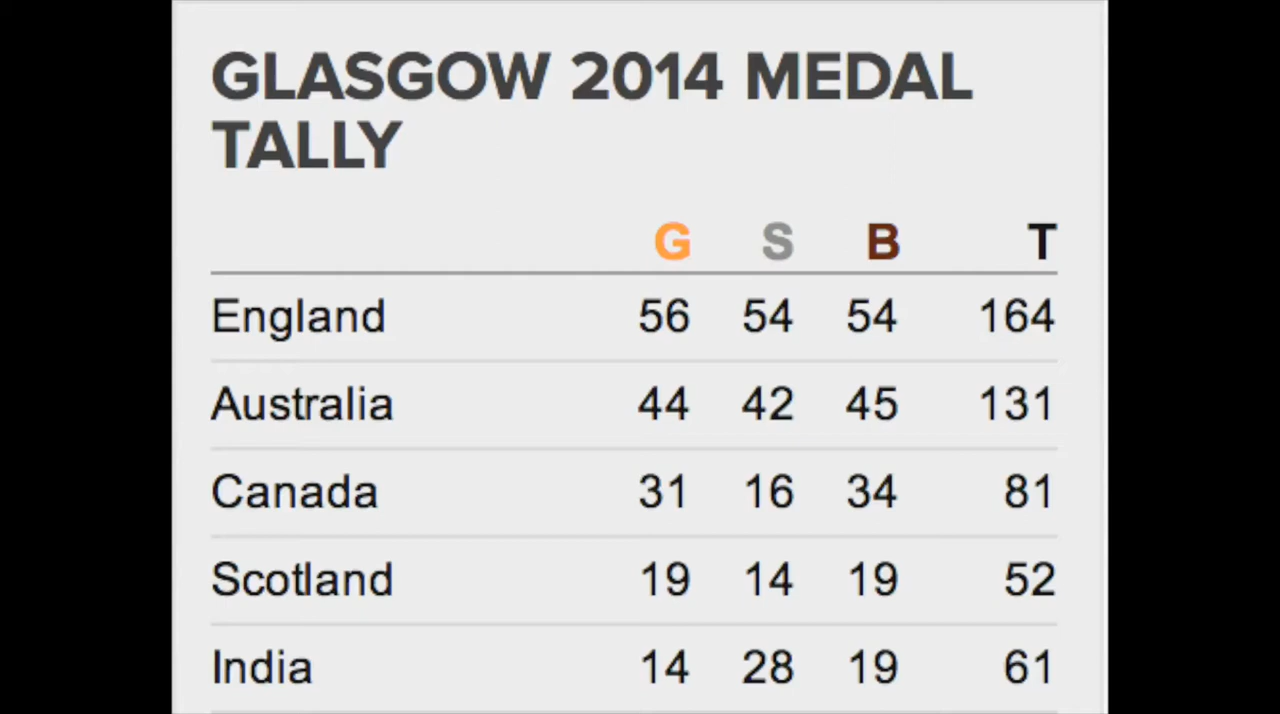 GLASGOW 2014 MEDAL
TALLY
G S B T
England 56 54 54 164
Australia 44 42 45 131
Canada 31 16 34 81
Scotland 19 14 19 52
India 14 28 19 61